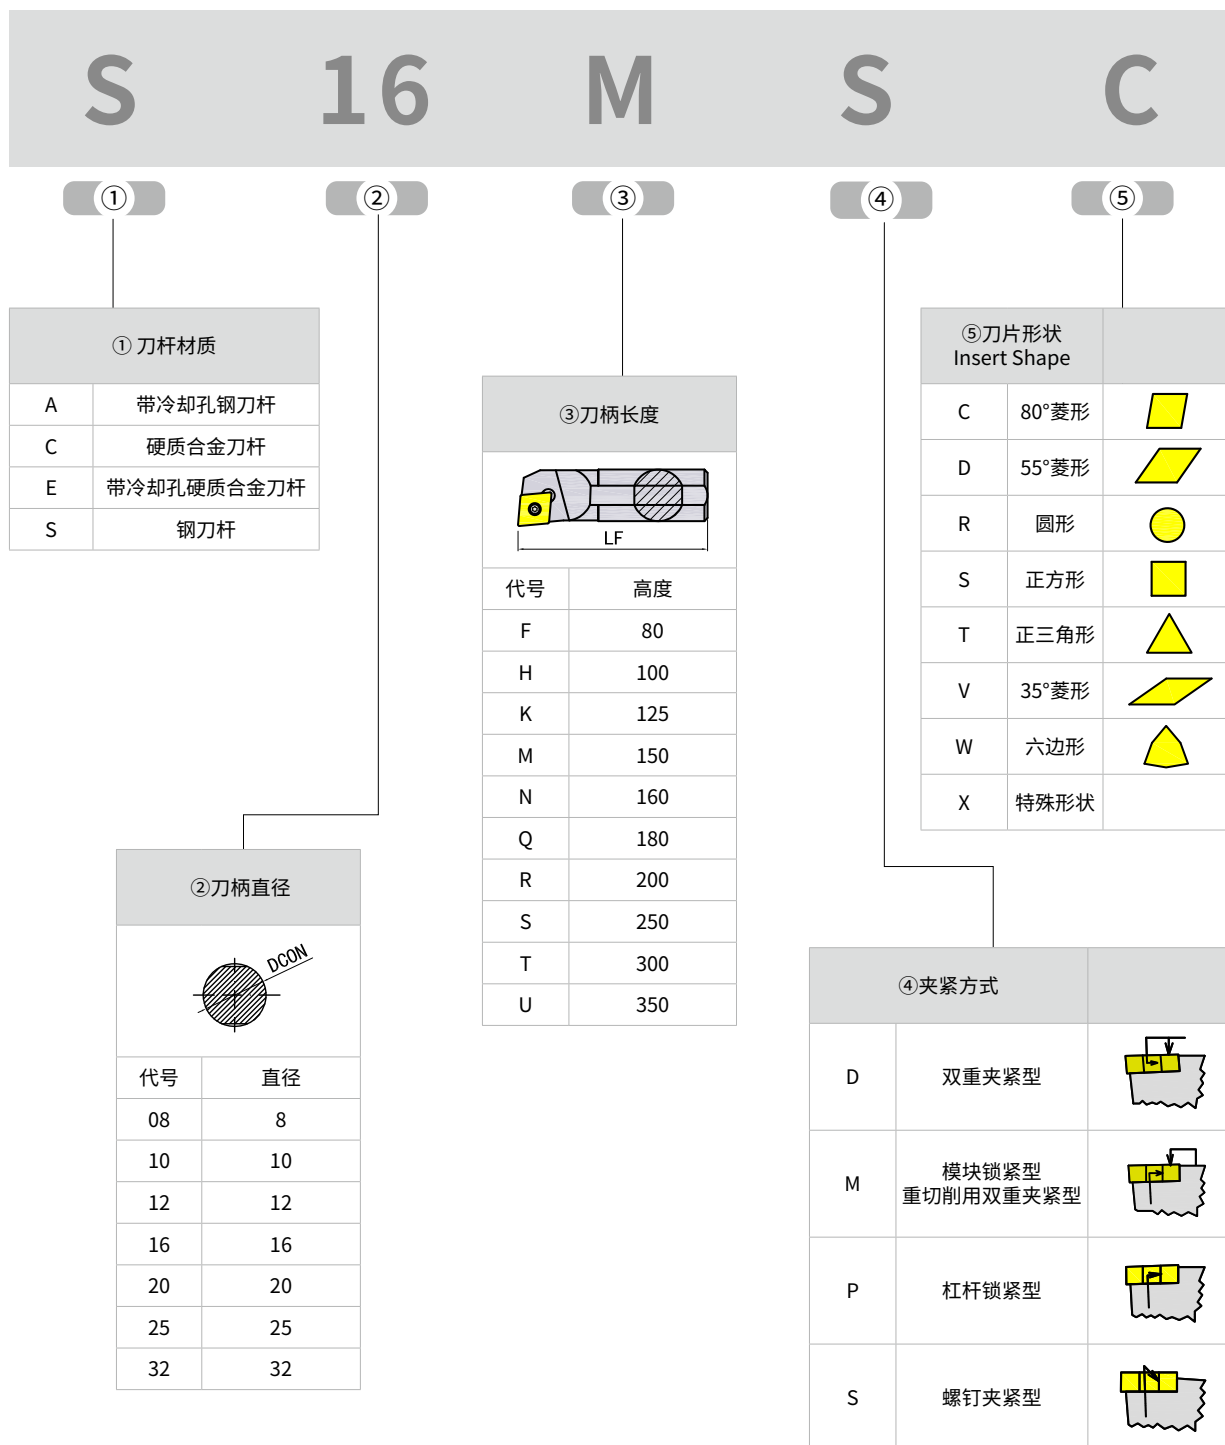 S 16 M S C
① ② ③ ④ ⑤
① 刀杆材质
A 带冷却孔钢刀杆
C 硬质合金刀杆
E 带冷却孔硬质合金刀杆
S 钢刀杆
②刀柄直径
DCON
代号 直径
08 8
10 10
12 12
16 16
20 20
25 25
32 32
③刀柄长度
LF
代号 高度
F 80
H 100
K 125
M 150
N 160
Q 180
R 200
S 250
T 300
U 350
⑤刀片形状
Insert Shape
C 80°菱形
D 55°菱形
R 圆形
S 正方形
T 正三角形
V 35°菱形
W 六边形
X 特殊形状
④夹紧方式
D 双重夹紧型
M 模块锁紧型
重切削用双重夹紧型
P 杠杆锁紧型
S 螺钉夹紧型